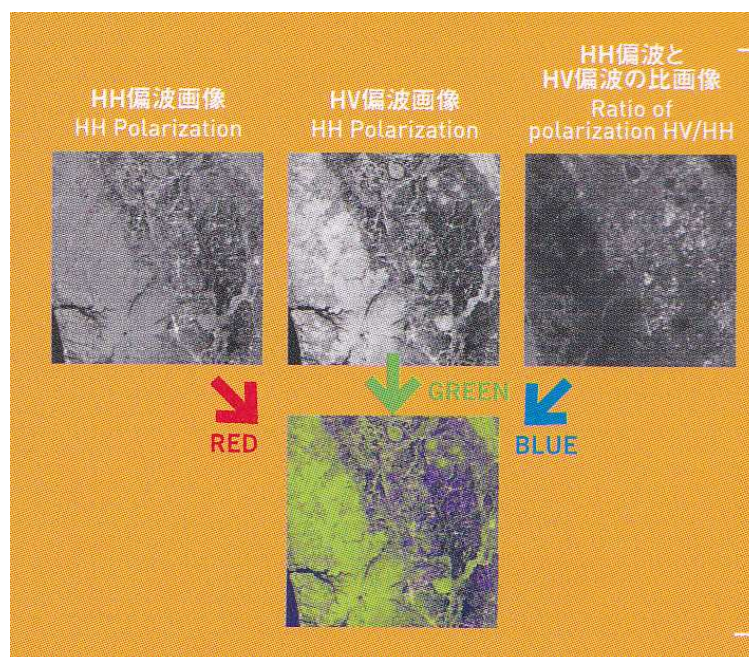 HH偏波画像
HH Polarization
HV偏波画像
HH Polarization
HH偏波と
HV偏波の比画像
Ratio of
polarization HV/HH
RED
GREEN
BLUE